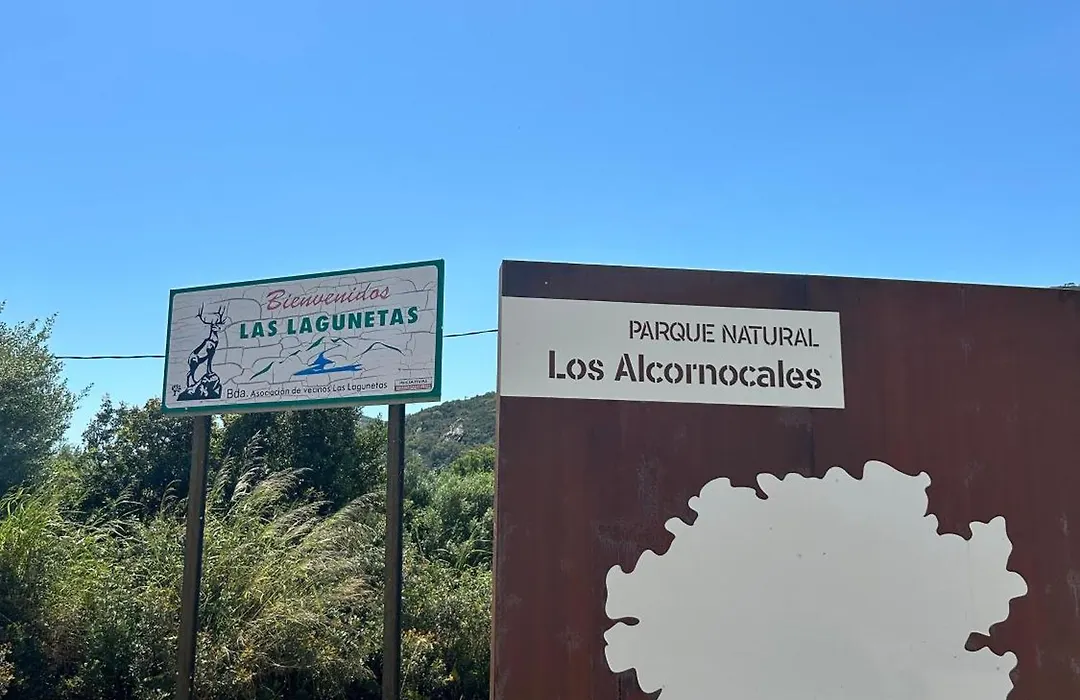 Bienvenidos
LAS LAGUNETAS
Bda. Asociación de vecinos Las Lagunetas
PARQUE NATURAL
Los Alcornocales